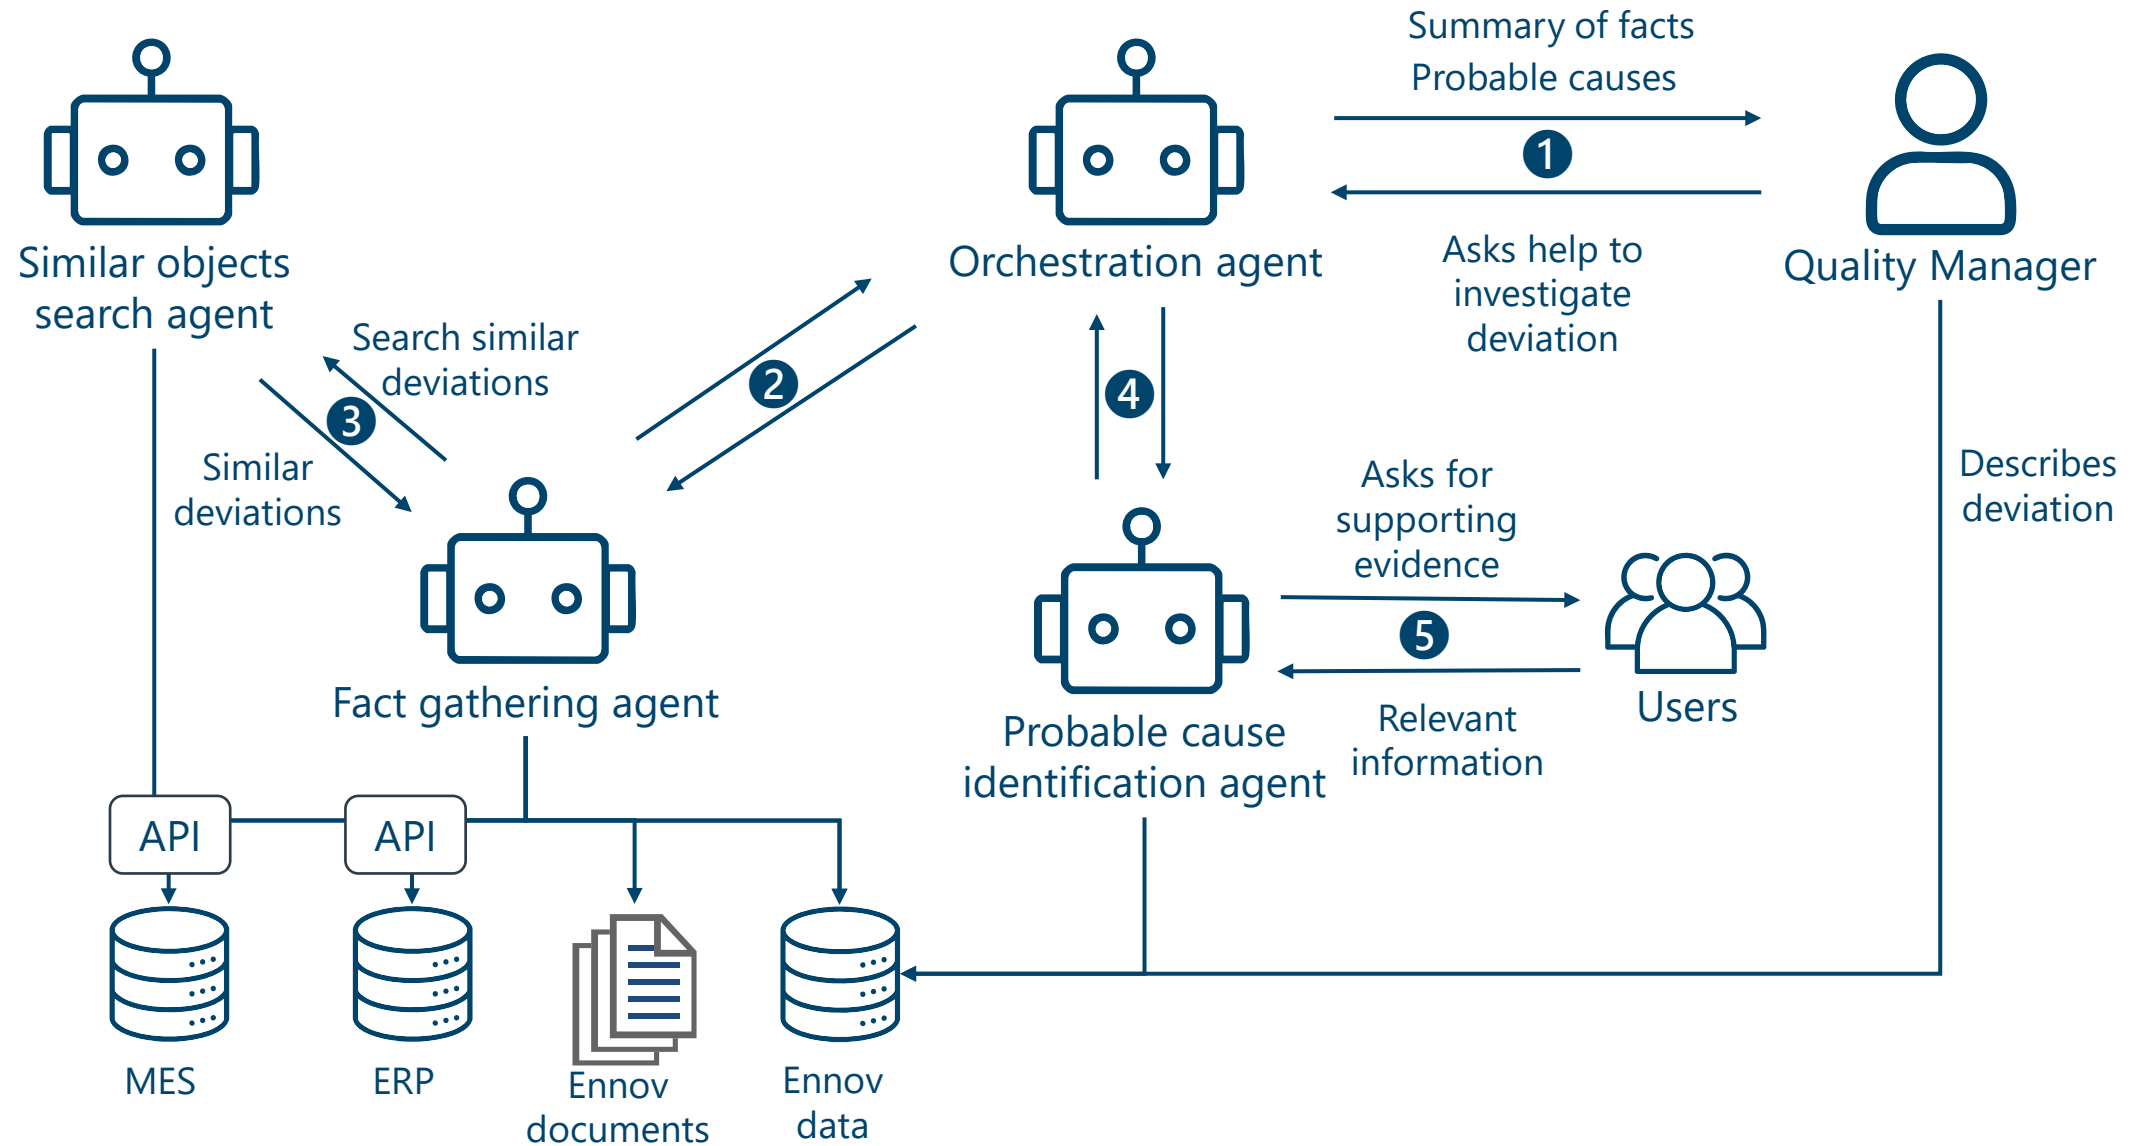 Summary of facts
Probable causes
1
Asks help to
investigate
deviation
Similar objects
search agent
Orchestration agent
Quality Manager
Search similar
deviations
2
3
4
Similar
deviations
Asks for
supporting
evidence
Describes
deviation
5
Fact gathering agent
Users
Probable cause
identification agent
Relevant
information
API
API
MES
ERP
Ennov
documents
Ennov
data